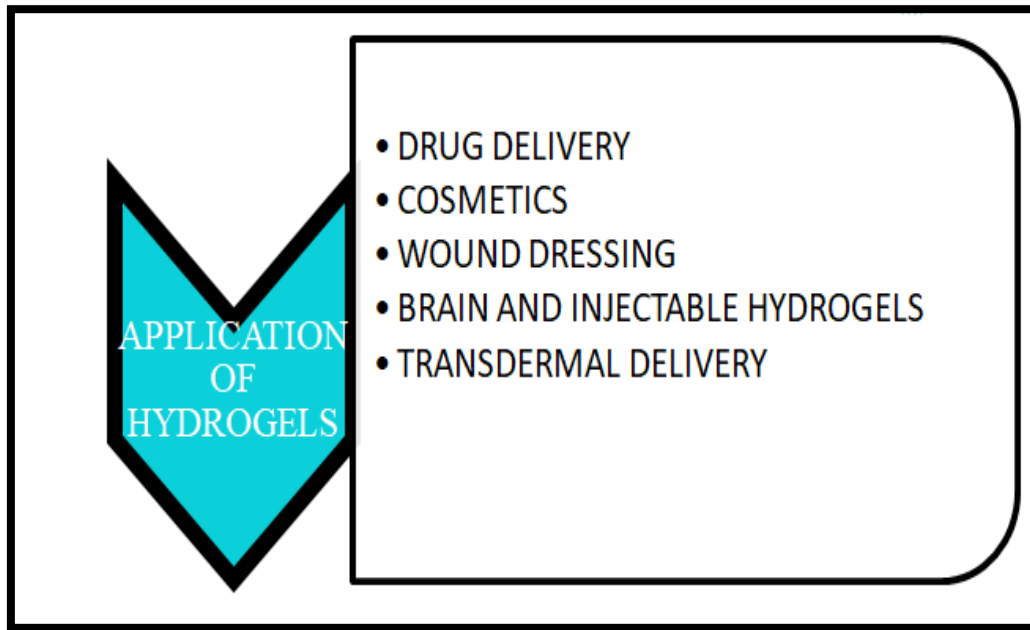 APPLICATION
OF
HYDROGELS
• DRUG DELIVERY
• COSMETICS
• WOUND DRESSING
• BRAIN AND INJECTABLE HYDROGELS
• TRANSDERMAL DELIVERY